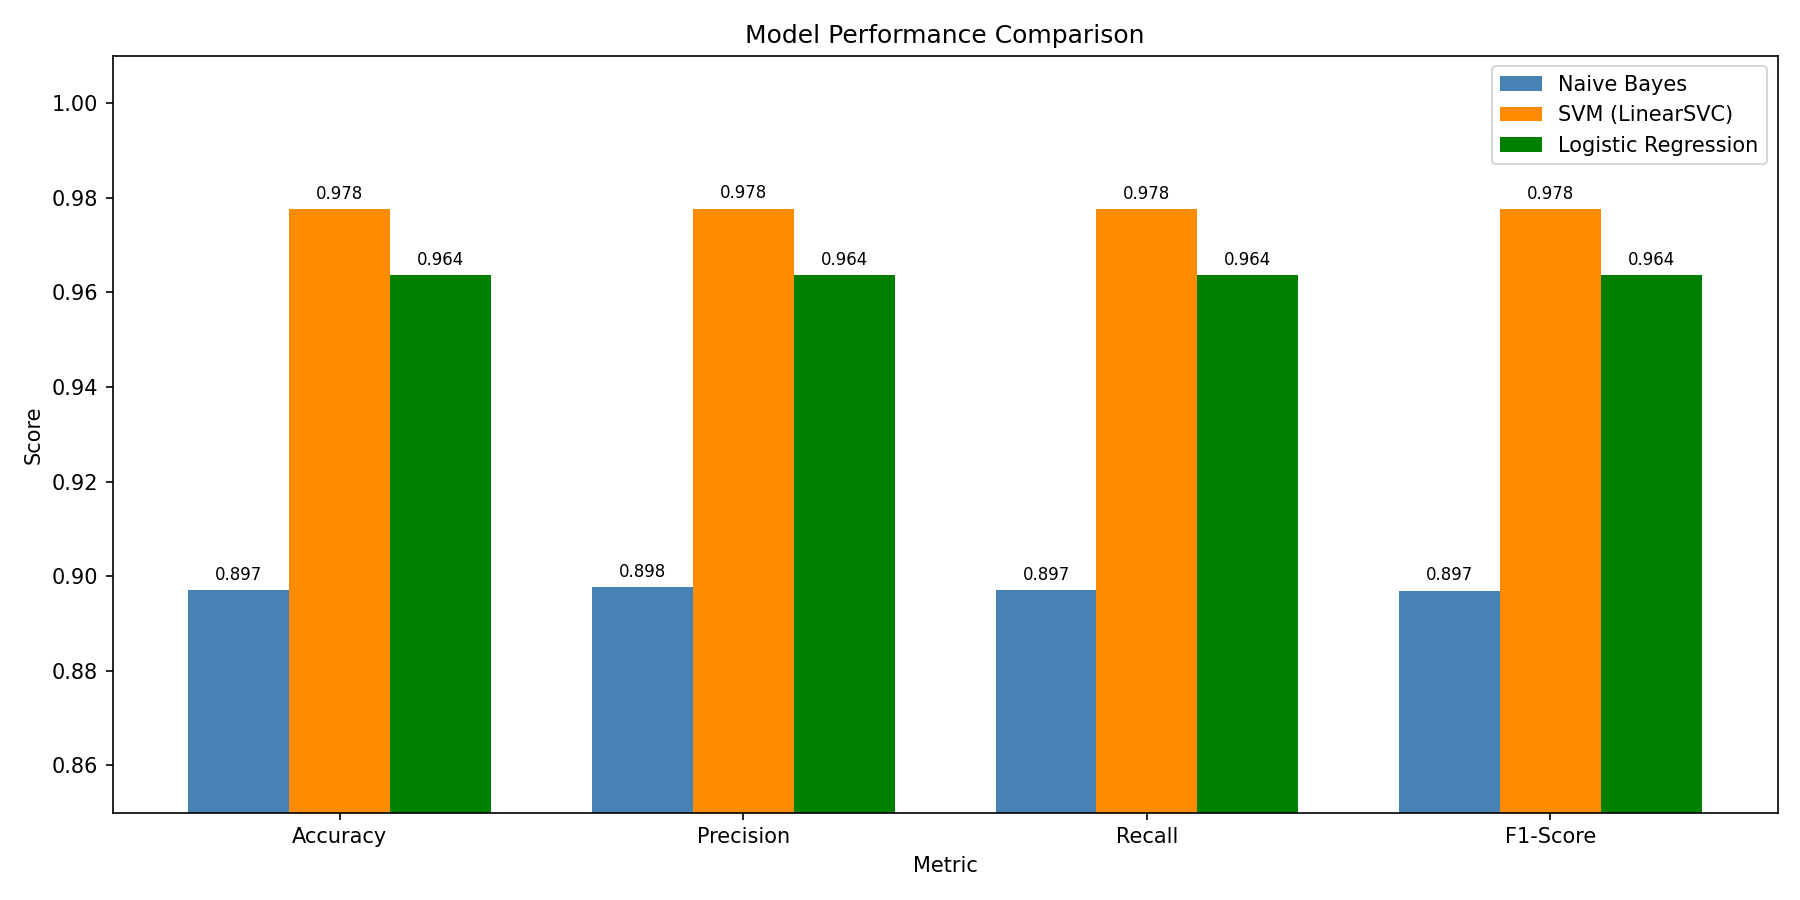 Model Performance Comparison
Naive Bayes
SVM (LinearSVC)
Logistic Regression
1.00
0.98
0.96
0.94
0.92
0.90
0.88
0.86
Score
0.897
0.978
0.964
0.898
0.978
0.964
0.897
0.978
0.964
0.897
0.978
0.964
Accuracy
Precision
Recall
F1-Score
Metric